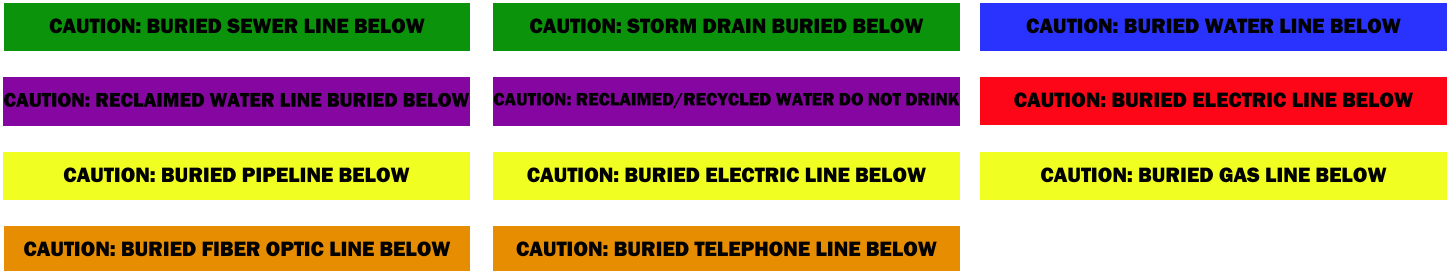 CAUTION: BURIED SEWER LINE BELOW
CAUTION: STORM DRAIN BURIED BELOW
CAUTION: BURIED WATER LINE BELOW
CAUTION: RECLAIMED WATER LINE BURIED BELOW
CAUTION: RECLAIMED/RECYCLED WATER DO NOT DRINK
CAUTION: BURIED ELECTRIC LINE BELOW
CAUTION: BURIED PIPELINE BELOW
CAUTION: BURIED ELECTRIC LINE BELOW
CAUTION: BURIED GAS LINE BELOW
CAUTION: BURIED FIBER OPTIC LINE BELOW
CAUTION: BURIED TELEPHONE LINE BELOW